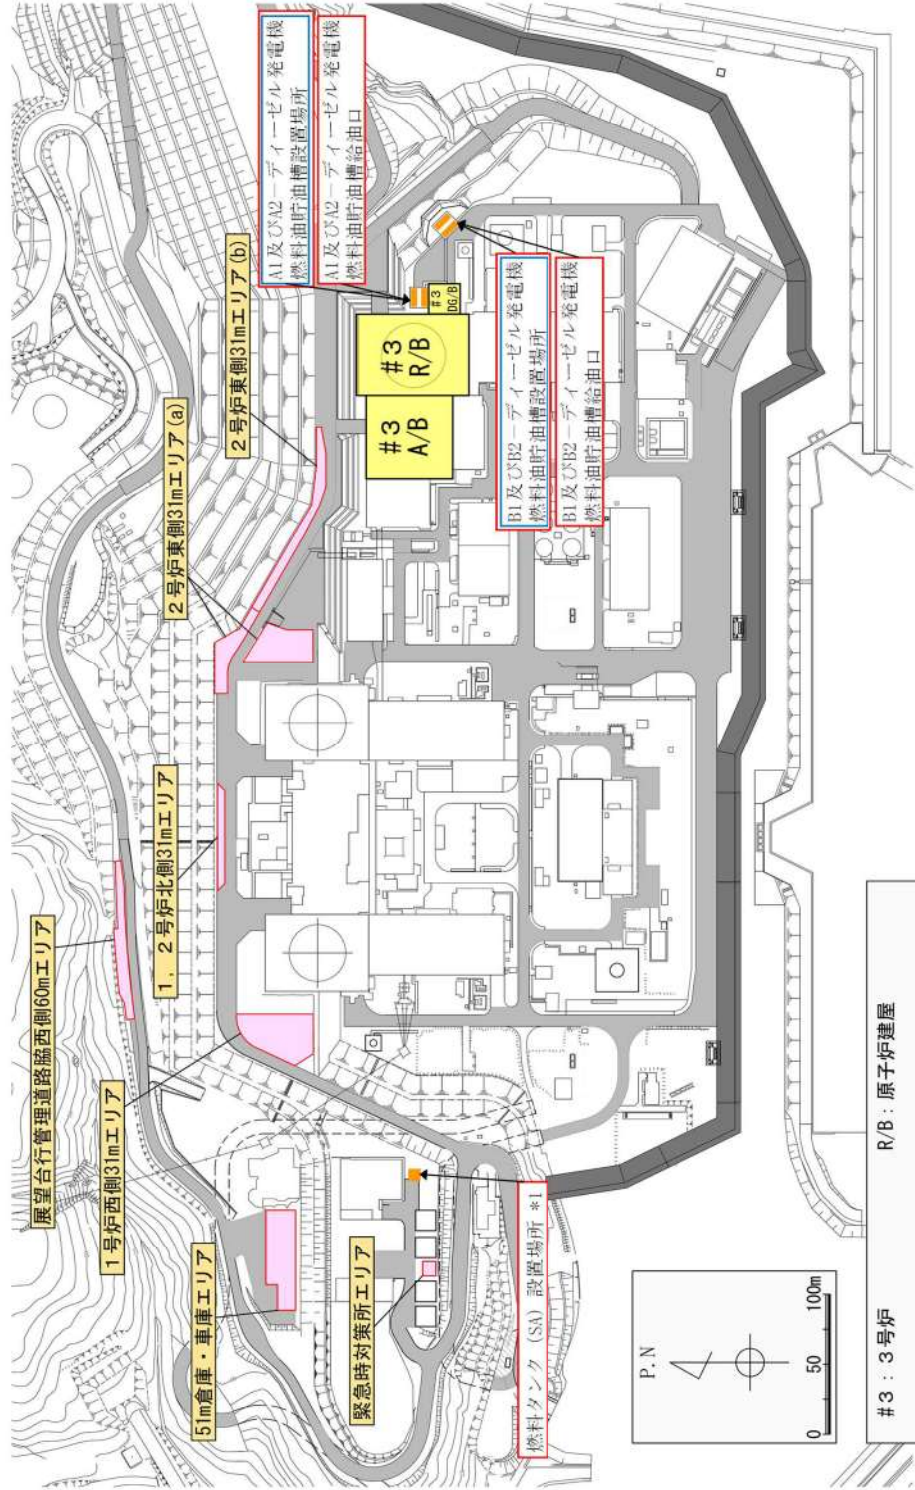 展望台行管理道路脇西側60mエリア
1号炉西側31mエリア
1，2号炉北側31mエリア
2号炉東側31mエリア(a)
2号炉東側31mエリア(b)
A1及びA2－ディーゼル発電機
燃料油貯油槽設置場所
A1及びA2－ディーゼル発電機
燃料油貯油槽給油口
51m倉庫・車庫エリア
緊急時対策所エリア
燃料タンク（SA）設置場所 *1
#3
A/B
#3
R/B
#3
DG/B
B1及びB2－ディーゼル発電機
燃料油貯油槽設置場所
B1及びB2－ディーゼル発電機
燃料油貯油槽給油口
P.N
0 50 100m
#3：3号炉 R/B：原子炉建屋